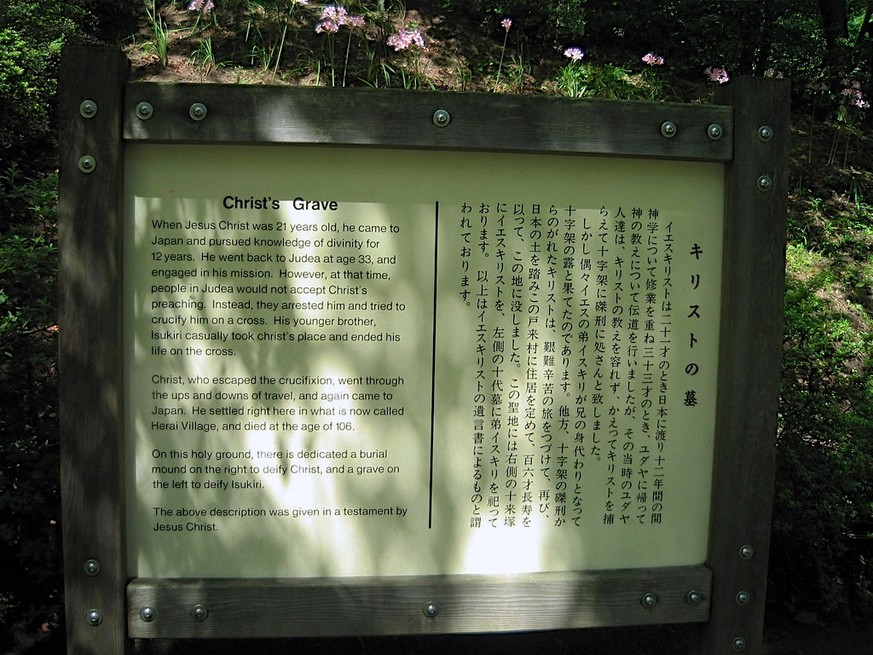 Christ's Grave
When Jesus Christ was 21 years old, he came to
Japan and pursued knowledge of divinity for
12 years. He went back to Judea at age 33, and
engaged in his mission. However, at that time,
people in Judea would not accept Christ's
preaching. Instead, they arrested him and tried to
crucify him on a cross. His younger brother,
Isukiri casually took christ's place and ended his
life on the cross.
Christ, who escaped the crucifixion, went through
the ups and downs of travel, and again came to
Japan. He settled right here in what is now called
Herai Village, and died at the age of 106.
On this holy ground, there is dedicated a burial
mound on the right to deify Christ, and a grave on
the left to deify Isukiri.
The above description was given in a testament by
Jesus Christ.
キリストの墓
イエスキリストは二十一才のとき日本に渡り十二年間の間
神学について修業を重ね三十三才のとき、ユダヤに帰って
神の教えについて伝道を行いましたが、その当時のユダヤ
人達は、キリストの教えを容れず、かえってキリストを捕
らえて十字架に磔刑に処さんと致しました。
しかし偶々イエスの弟イスキリが兄の身代わりとなって
十字架の露と果てたのであります。他方、十字架の磔刑か
らのがれたキリストは、艱難辛苦の旅をつづけて、再び、
日本の土を踏みこの戸来村に住居を定めて、百六才長寿を
以って、この地に没しました。この聖地には右側の十来塚
にイエスキリストを、左側の十代墓に弟イスキリを祀って
おります。以上はイエスキリストの遺言書によるものと謂
われております。